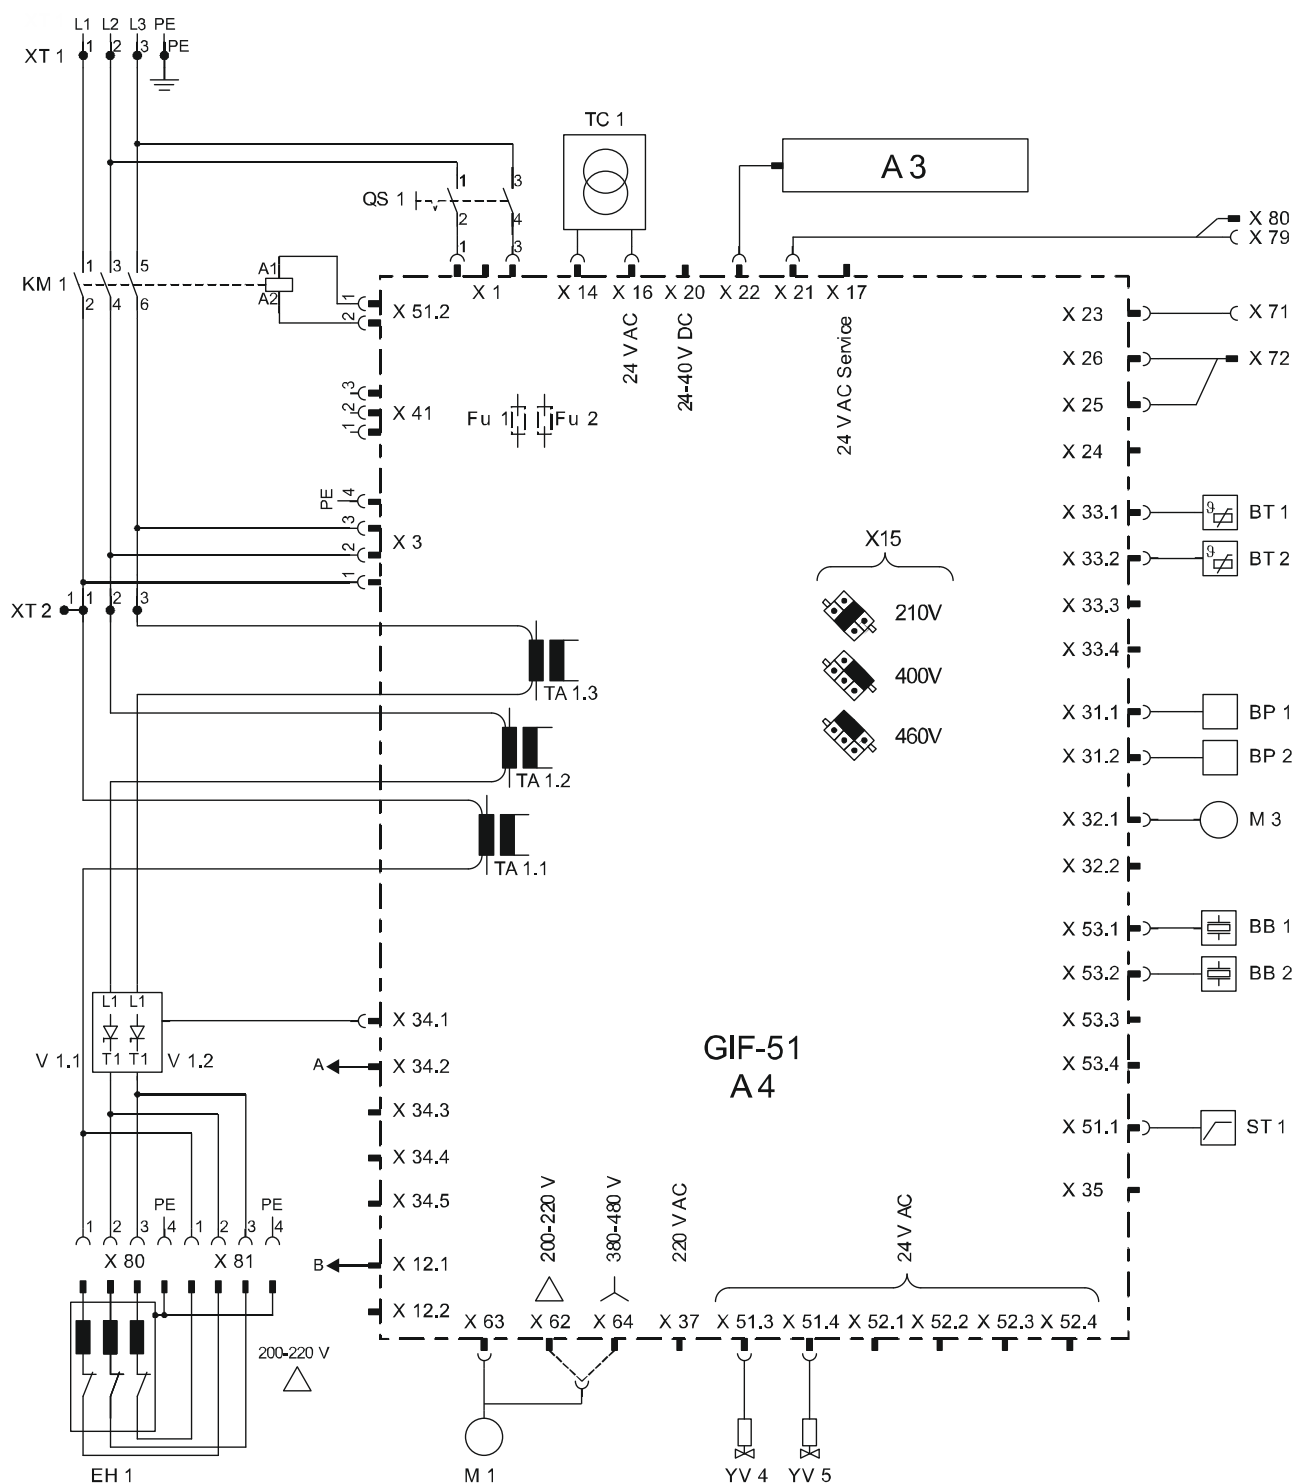 L1 L2 L3 PE
XT 1 1 2 3 PE
TC 1
A 3
QS 1 1 3
2 4
1 3
X 80
X 79
KM 1 1 3 5 A1
2 4 6 A2
1 X 51.2
2
X 1 X 14 X 16 X 20 X 22 X 21 X 17
24 V AC
24-40V DC
24 V AC Service
X 23 X 71
X 26 X 72
X 25
X 24
3
2 X 41
1
Fu 1 Fu 2
PE 4
3 X 3
2
1
X 33.1 BT 1
X 33.2 BT 2
X 33.3
X 33.4
X15
210V
400V
460V
XT 2 1 1 2 3
TA 1.3
TA 1.2
TA 1.1
X 31.1 BP 1
X 31.2 BP 2
X 32.1 M 3
X 32.2
X 53.1 BB 1
X 53.2 BB 2
X 53.3
X 53.4
X 51.1 ST 1
X 35
L1 L1
T1 T1
V 1.1 V 1.2
X 34.1
A X 34.2
X 34.3
X 34.4
X 34.5
B X 12.1
X 12.2
GIF-51
A 4
PE PE
1 2 3 4 1 2 3 4
X 80 X 81
200-220 V
380-480 V
220 V AC
24 V AC
X 63 X 62 X 64 X 37 X 51.3 X 51.4 X 52.1 X 52.2 X 52.3 X 52.4
200-220 V
EH 1 M 1 YV 4 YV 5